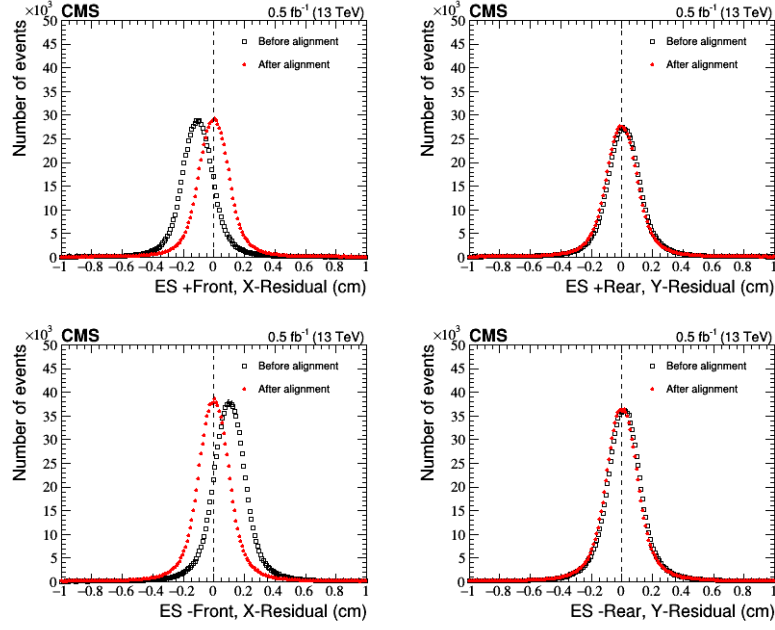 CMS 0.5 fb⁻¹ (13 TeV)
×10³
Number of events
50
45
40
35
30
25
20
15
10
5
0
Before alignment
After alignment
−1 −0.8 −0.6 −0.4 −0.2 0 0.2 0.4 0.6 0.8 1
ES +Front, X-Residual (cm)
CMS 0.5 fb⁻¹ (13 TeV)
×10³
Number of events
50
45
40
35
30
25
20
15
10
5
0
Before alignment
After alignment
−1 −0.8 −0.6 −0.4 −0.2 0 0.2 0.4 0.6 0.8 1
ES +Rear, Y-Residual (cm)
CMS 0.5 fb⁻¹ (13 TeV)
×10³
Number of events
50
45
40
35
30
25
20
15
10
5
0
Before alignment
After alignment
−1 −0.8 −0.6 −0.4 −0.2 0 0.2 0.4 0.6 0.8 1
ES -Front, X-Residual (cm)
CMS 0.5 fb⁻¹ (13 TeV)
×10³
Number of events
50
45
40
35
30
25
20
15
10
5
0
Before alignment
After alignment
−1 −0.8 −0.6 −0.4 −0.2 0 0.2 0.4 0.6 0.8 1
ES -Rear, Y-Residual (cm)